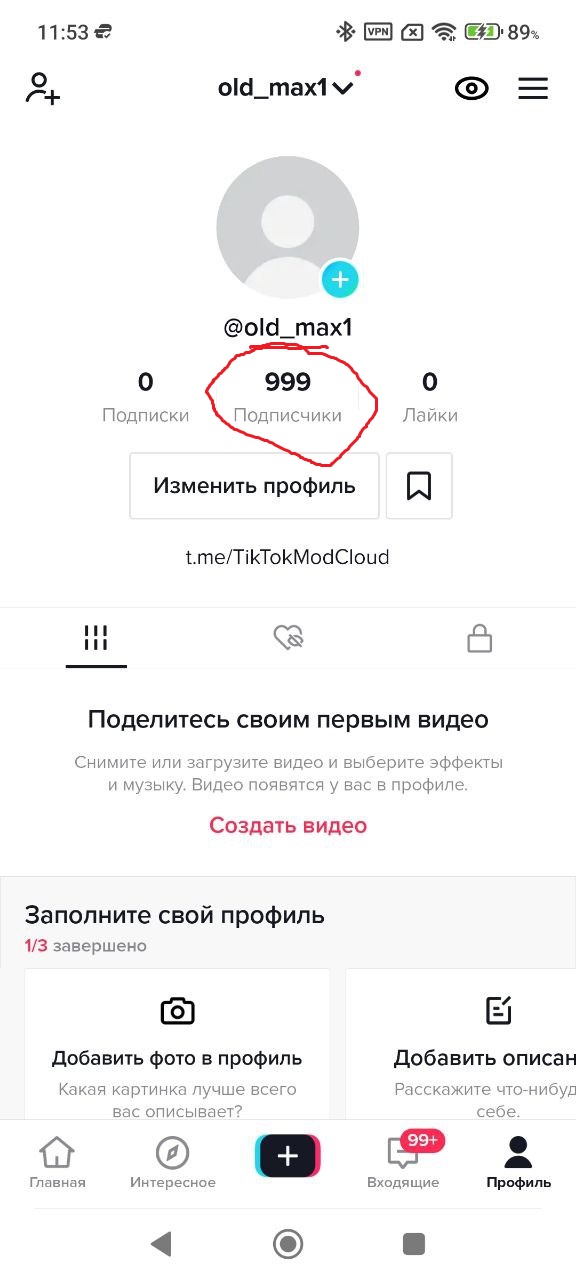 11:53 VPN 89%
old_max1
@old_max1
0 999 0
Подписки Подписчики Лайки
Изменить профиль
t.me/TikTokModCloud
Поделитесь своим первым видео
Снимите или загрузите видео и выберите эффекты
и музыку. Видео появятся у вас в профиле.
Создать видео
Заполните свой профиль
1/3 завершено
Добавить фото в профиль
Какая картинка лучше всего
вас описывает?
Добавить описан
Расскажите что-нибуд
себе.
99+
Главная Интересное Входящие Профиль